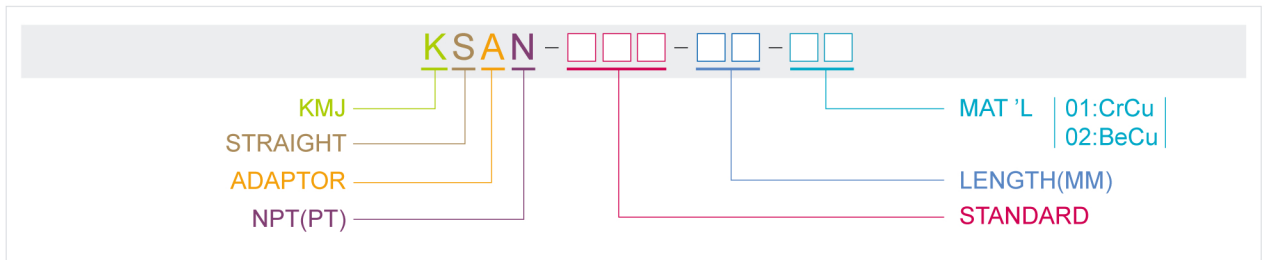 KSAN-□□□-□□-□□
KMJ
STRAIGHT
ADAPTOR
NPT(PT)
MAT 'L
01:CrCu
02:BeCu
LENGTH(MM)
STANDARD